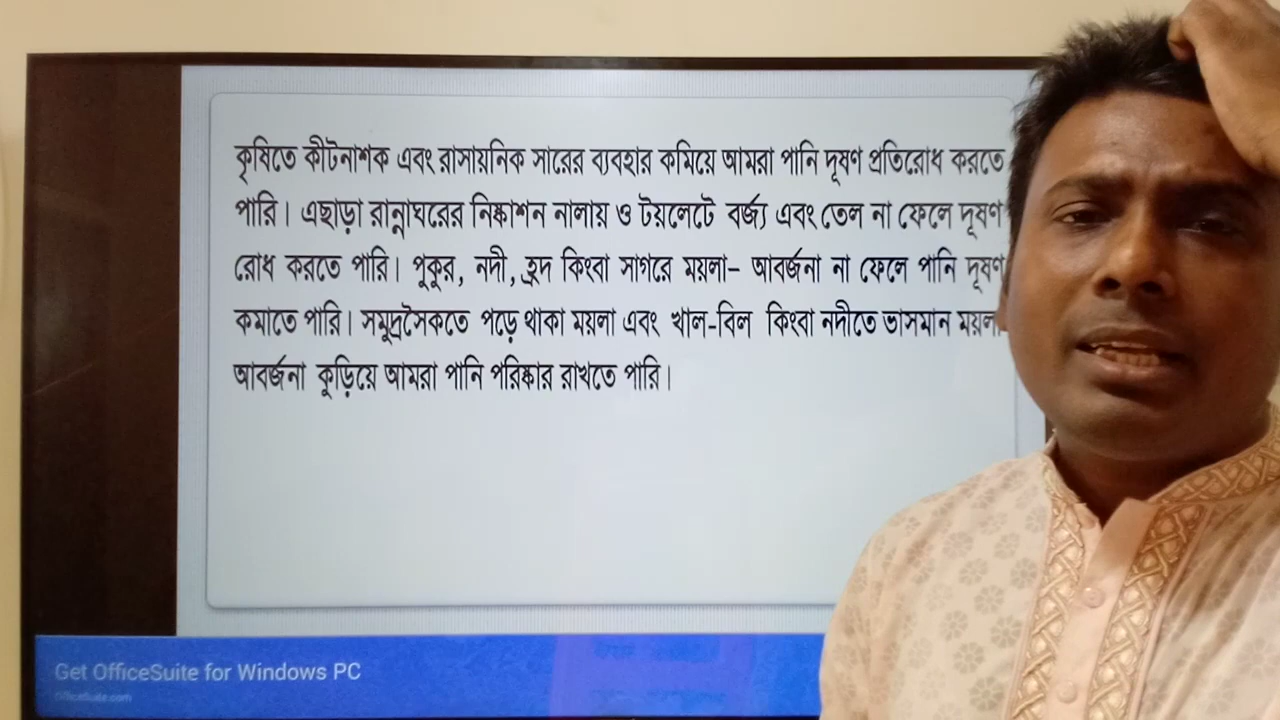 কৃষিতে কীটনাশক এবং রাসায়নিক সারের ব্যবহার কমিয়ে আমরা পানি দূষণ প্রতিরোধ করতে
পারি। এছাড়া রান্নাঘরের নিষ্কাশন নালায় ও টয়লেটে বর্জ্য এবং তেল না ফেলে দূষণ
রোধ করতে পারি। পুকুর, নদী, হ্রদ কিংবা সাগরে ময়লা- আবর্জনা না ফেলে পানি দূষণ
কমাতে পারি। সমুদ্রসৈকতে পড়ে থাকা ময়লা এবং খাল-বিল কিংবা নদীতে ভাসমান ময়লা
আবর্জনা কুড়িয়ে আমরা পানি পরিষ্কার রাখতে পারি।
Get OfficeSuite for Windows PC
OfficeSuite.com